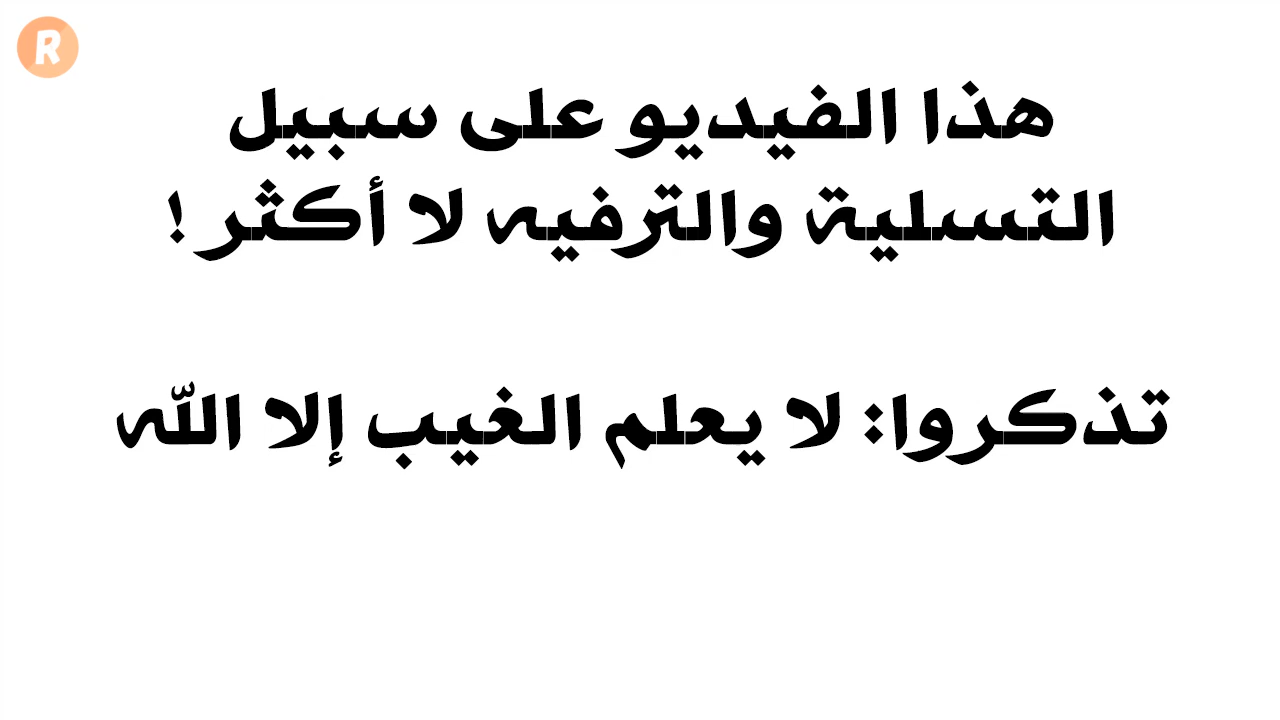 R
هذا الفيديو على سبيل
التسلية والترفيه لا أكثر !
تذكروا: لا يعلم الغيب إلا الله